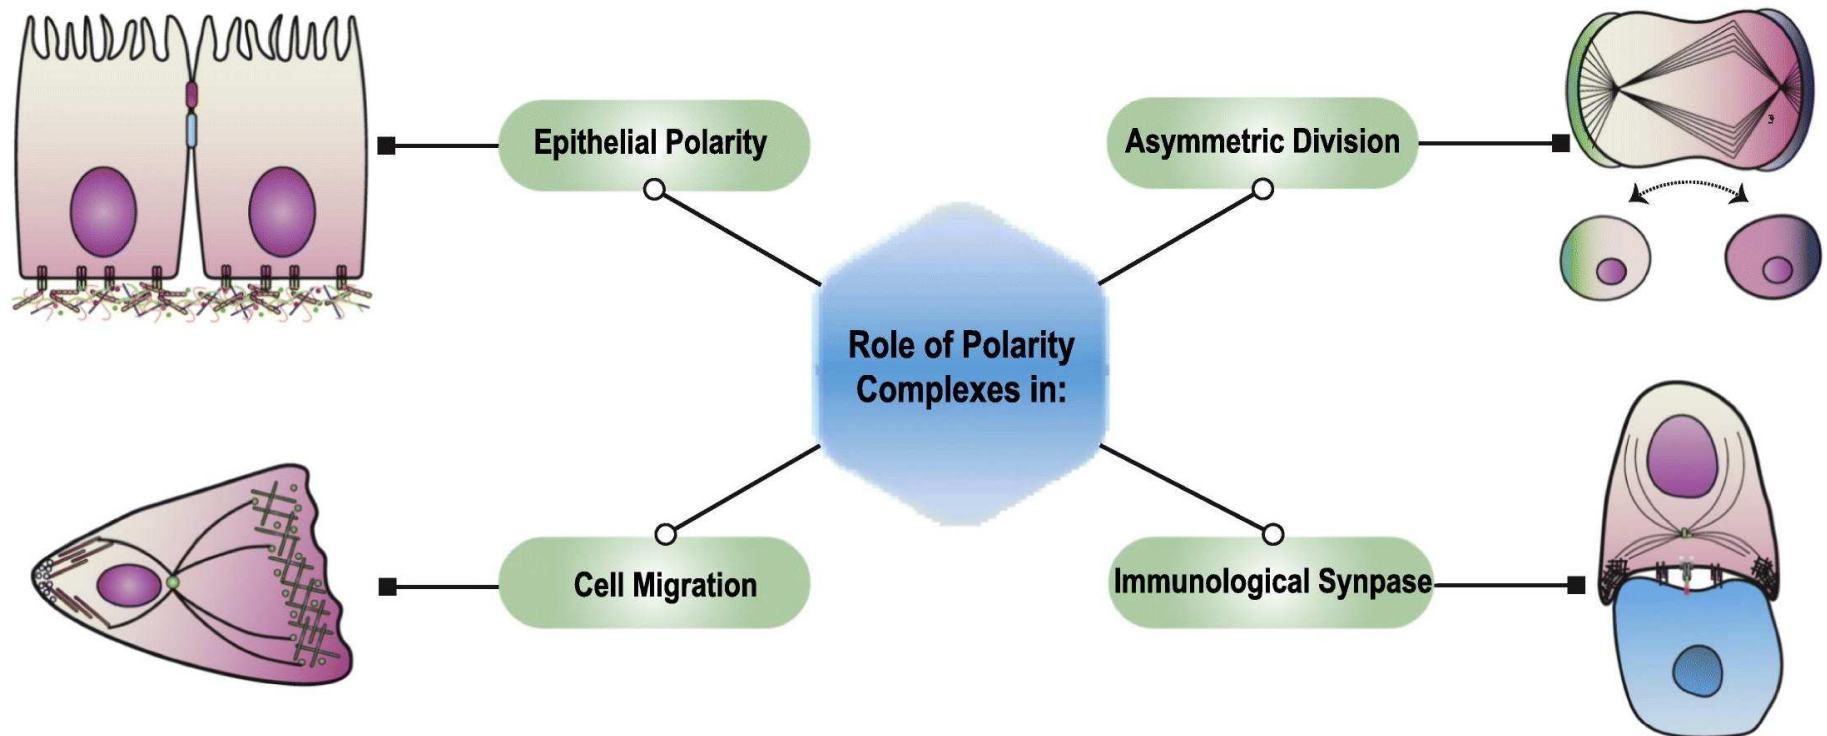 Epithelial Polarity
Asymmetric Division
Role of Polarity
Complexes in:
Cell Migration
Immunological Synpase